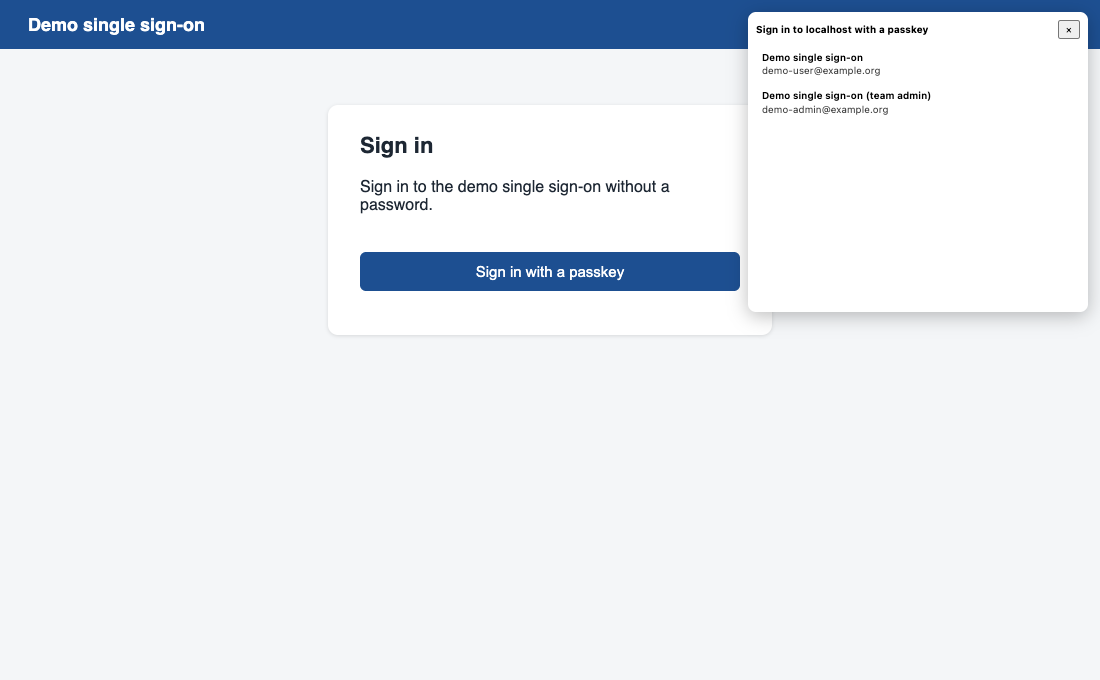 Demo single sign-on
Sign in to localhost with a passkey
×
Demo single sign-on
demo-user@example.org
Demo single sign-on (team admin)
demo-admin@example.org
Sign in
Sign in to the demo single sign-on without a
password.
Sign in with a passkey